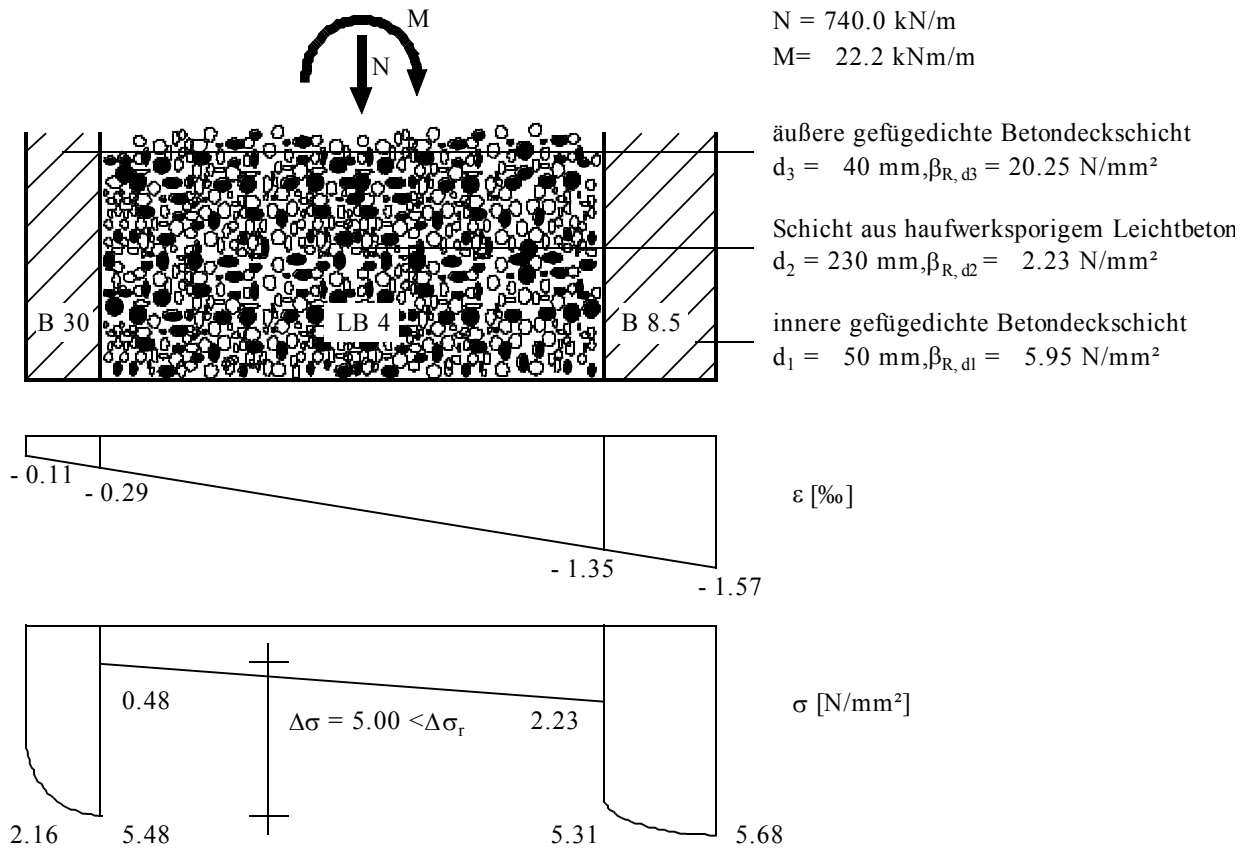 M
N
N = 740.0 kN/m
M= 22.2 kNm/m
äußere gefügedichte Betondeckschicht
d₃ = 40 mm,βR, d3 = 20.25 N/mm²
Schicht aus haufwerksporigem Leichtbeton
d₂ = 230 mm,βR, d2 = 2.23 N/mm²
B 30
LB 4
B 8.5
innere gefügedichte Betondeckschicht
d₁ = 50 mm,βR, d1 = 5.95 N/mm²
- 0.11
- 0.29
- 1.35
- 1.57
ε [‰]
0.48
Δσ = 5.00 <Δσr
2.23
σ [N/mm²]
2.16
5.48
5.31
5.68